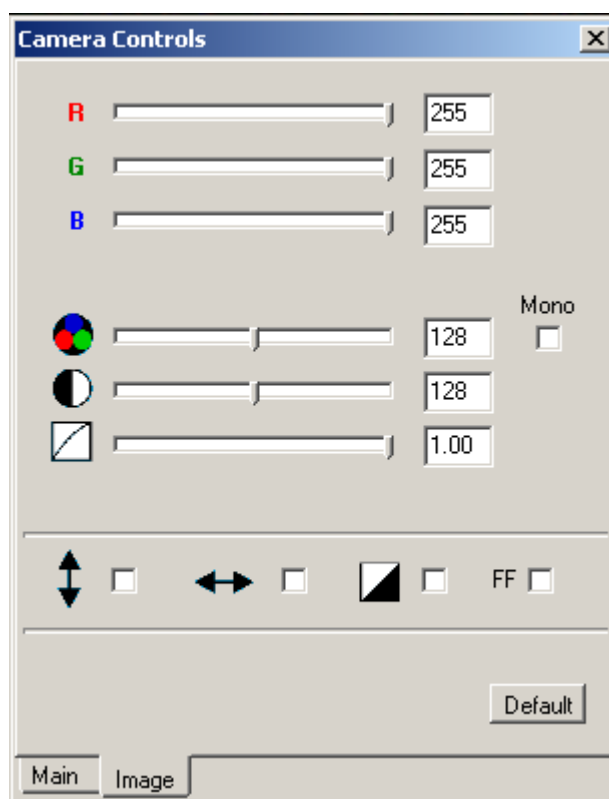 Camera Controls
R 255
G 255
B 255
Mono
128
128
1.00
FF
Default
Main Image